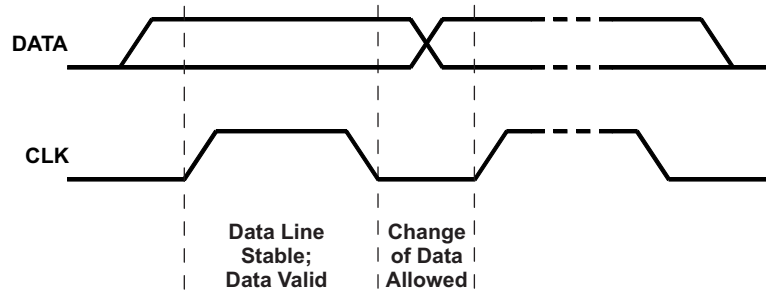 DATA
CLK
Data Line
Stable;
Data Valid
Change
of Data
Allowed